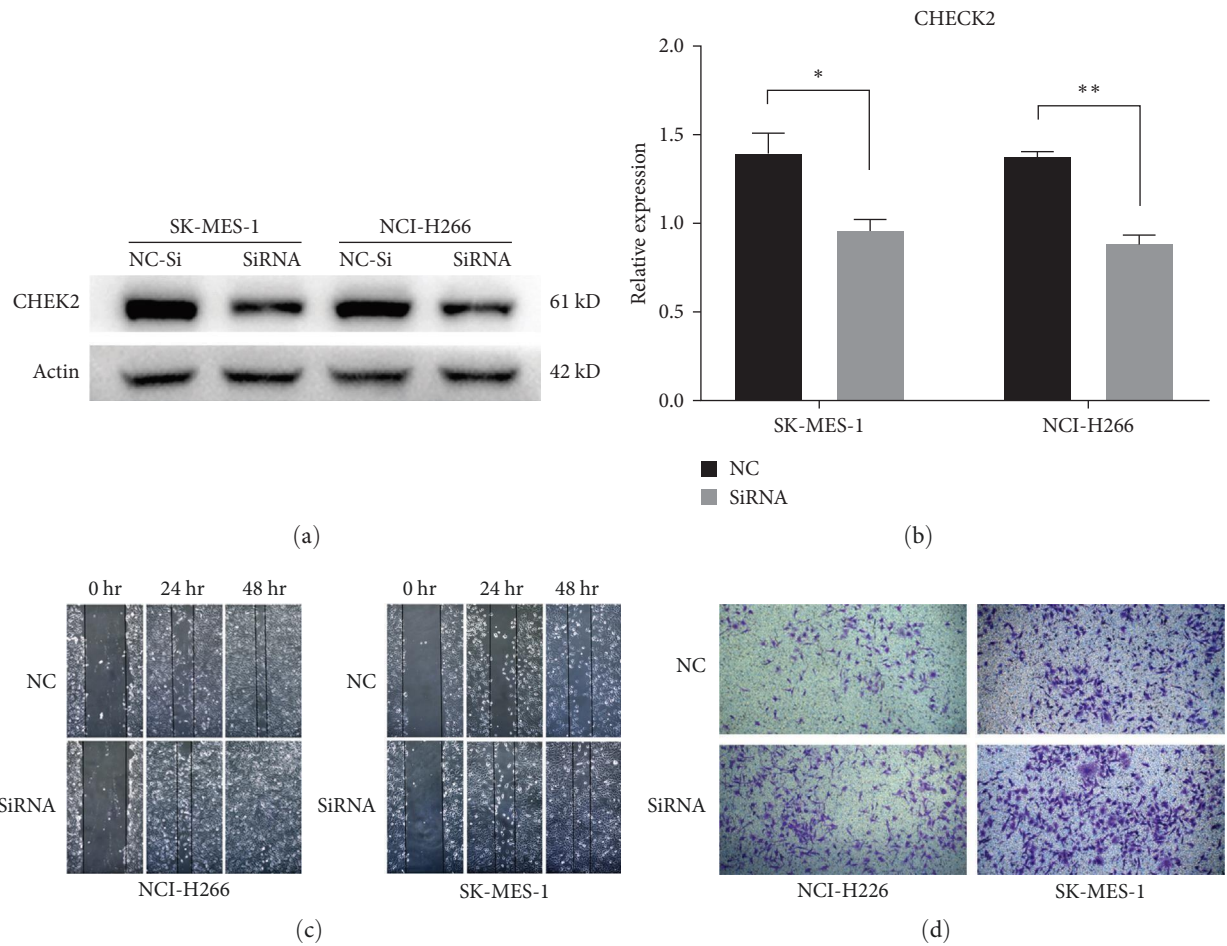 SK-MES-1 NCI-H266
NC-Si SiRNA NC-Si SiRNA
CHEK2 61 kD
Actin 42 kD
(a)
CHECK2
Relative expression
2.0
1.5
1.0
0.5
0.0
*
**
SK-MES-1 NCI-H266
NC
SiRNA
(b)
0 hr 24 hr 48 hr
NC
SiRNA
NCI-H266
0 hr 24 hr 48 hr
NC
SiRNA
SK-MES-1
(c)
NC
SiRNA
NCI-H226 SK-MES-1
(d)